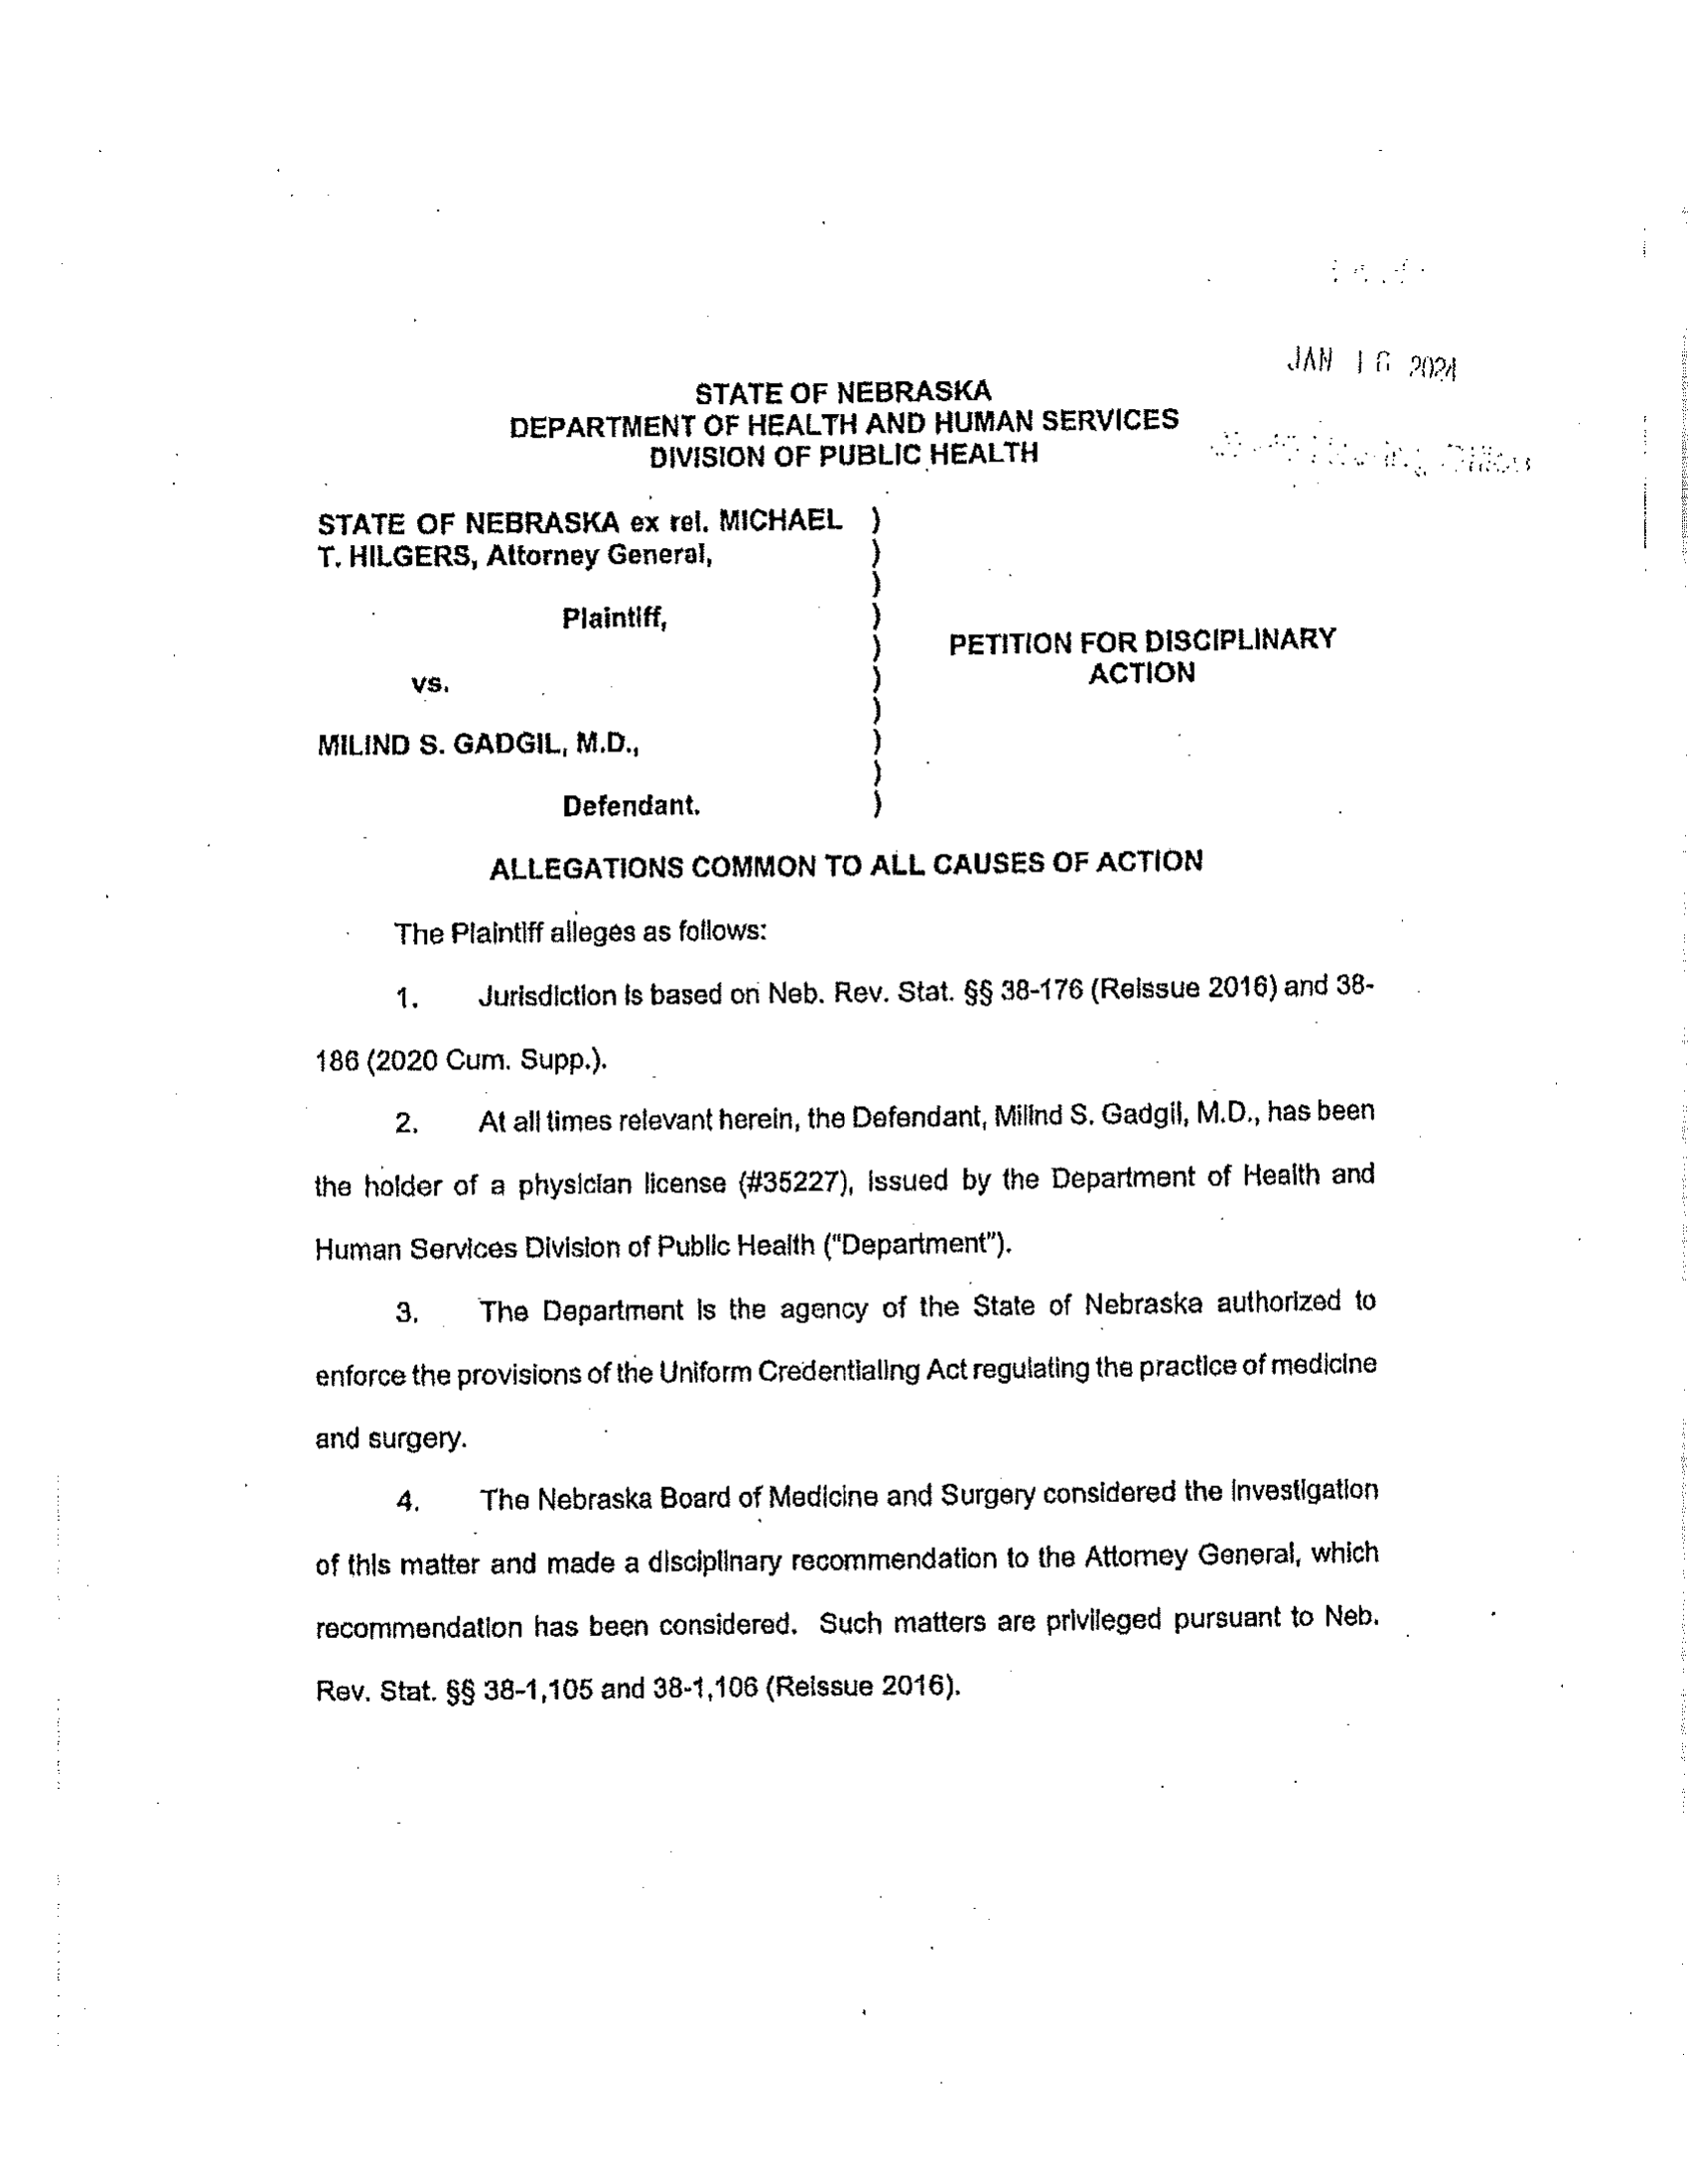 JAN 16 2024
STATE OF NEBRASKA
DEPARTMENT OF HEALTH AND HUMAN SERVICES
DIVISION OF PUBLIC HEALTH
STATE OF NEBRASKA ex rel. MICHAEL )
T. HILGERS, Attorney General, )
)
Plaintiff, )
) PETITION FOR DISCIPLINARY
vs. ) ACTION
)
MILIND S. GADGIL, M.D., )
)
Defendant. )
ALLEGATIONS COMMON TO ALL CAUSES OF ACTION
The Plaintiff alleges as follows:
1. Jurisdiction is based on Neb. Rev. Stat. §§ 38-176 (Reissue 2016) and 38-
186 (2020 Cum. Supp.).
2. At all times relevant herein, the Defendant, Milind S. Gadgil, M.D., has been
the holder of a physician license (#35227), issued by the Department of Health and
Human Services Division of Public Health ("Department").
3. The Department is the agency of the State of Nebraska authorized to
enforce the provisions of the Uniform Credentialing Act regulating the practice of medicine
and surgery.
4. The Nebraska Board of Medicine and Surgery considered the investigation
of this matter and made a disciplinary recommendation to the Attorney General, which
recommendation has been considered. Such matters are privileged pursuant to Neb.
Rev. Stat. §§ 38-1,105 and 38-1,106 (Reissue 2016).